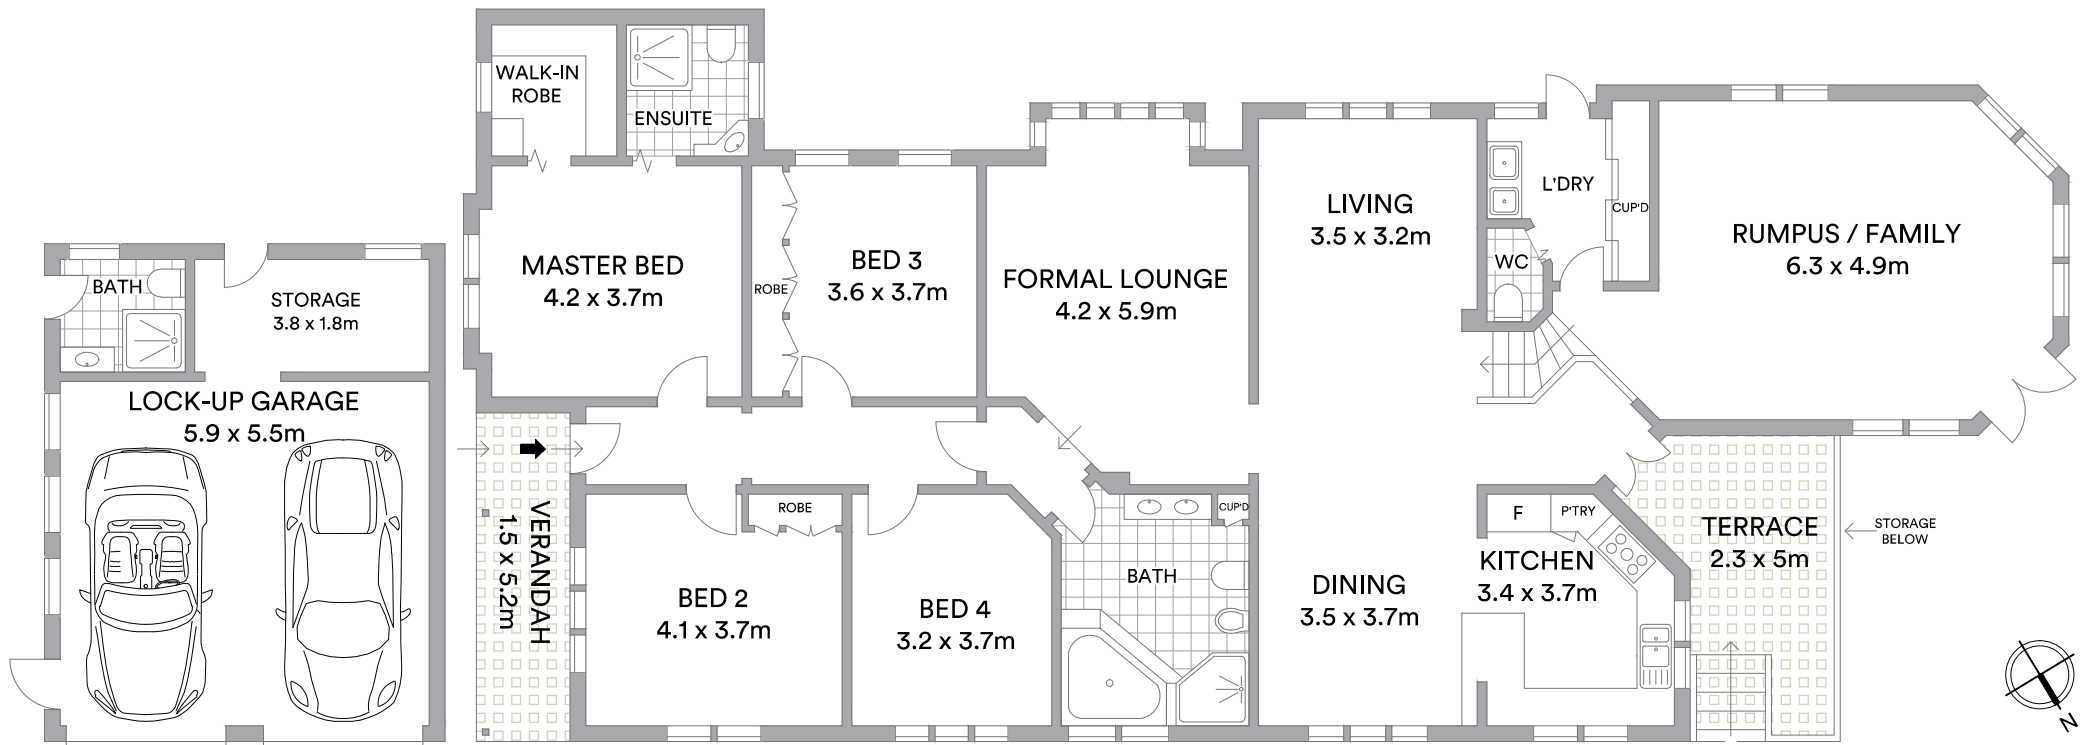 WALK-IN
ROBE
ENSUITE
MASTER BED
4.2 x 3.7m
ROBE
BED 3
3.6 x 3.7m
FORMAL LOUNGE
4.2 x 5.9m
LIVING
3.5 x 3.2m
L'DRY
CUP'D
WC
RUMPUS / FAMILY
6.3 x 4.9m
BATH
STORAGE
3.8 x 1.8m
LOCK-UP GARAGE
5.9 x 5.5m
VERANDAH
1.5 x 5.2m
ROBE
BED 2
4.1 x 3.7m
BED 4
3.2 x 3.7m
CUP'D
BATH
DINING
3.5 x 3.7m
F
P'TRY
KITCHEN
3.4 x 3.7m
TERRACE
2.3 x 5m
STORAGE
BELOW
N